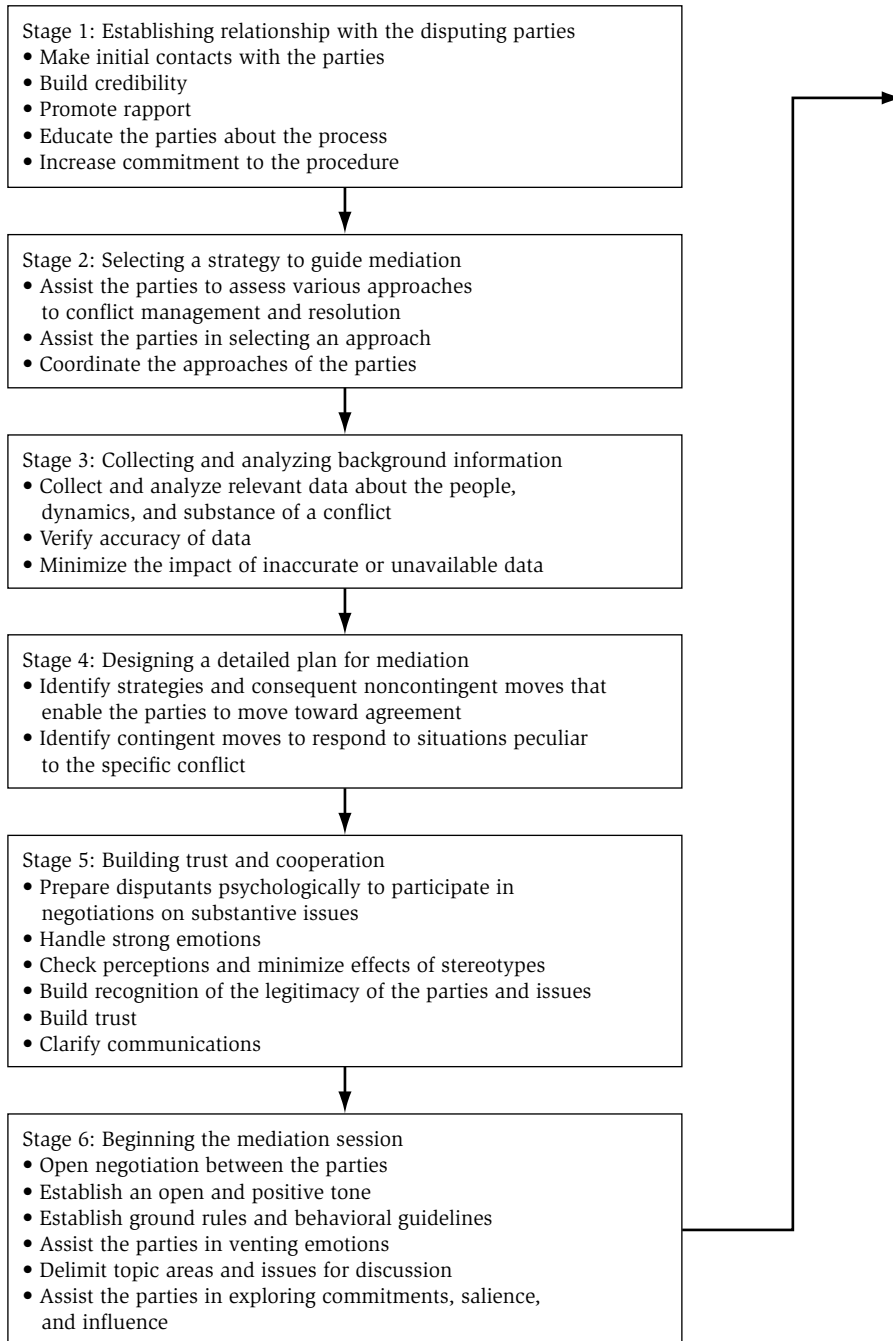 Stage 1: Establishing relationship with the disputing parties
• Make initial contacts with the parties
• Build credibility
• Promote rapport
• Educate the parties about the process
• Increase commitment to the procedure
Stage 2: Selecting a strategy to guide mediation
• Assist the parties to assess various approaches
to conflict management and resolution
• Assist the parties in selecting an approach
• Coordinate the approaches of the parties
Stage 3: Collecting and analyzing background information
• Collect and analyze relevant data about the people,
dynamics, and substance of a conflict
• Verify accuracy of data
• Minimize the impact of inaccurate or unavailable data
Stage 4: Designing a detailed plan for mediation
• Identify strategies and consequent noncontingent moves that
enable the parties to move toward agreement
• Identify contingent moves to respond to situations peculiar
to the specific conflict
Stage 5: Building trust and cooperation
• Prepare disputants psychologically to participate in
negotiations on substantive issues
• Handle strong emotions
• Check perceptions and minimize effects of stereotypes
• Build recognition of the legitimacy of the parties and issues
• Build trust
• Clarify communications
Stage 6: Beginning the mediation session
• Open negotiation between the parties
• Establish an open and positive tone
• Establish ground rules and behavioral guidelines
• Assist the parties in venting emotions
• Delimit topic areas and issues for discussion
• Assist the parties in exploring commitments, salience,
and influence